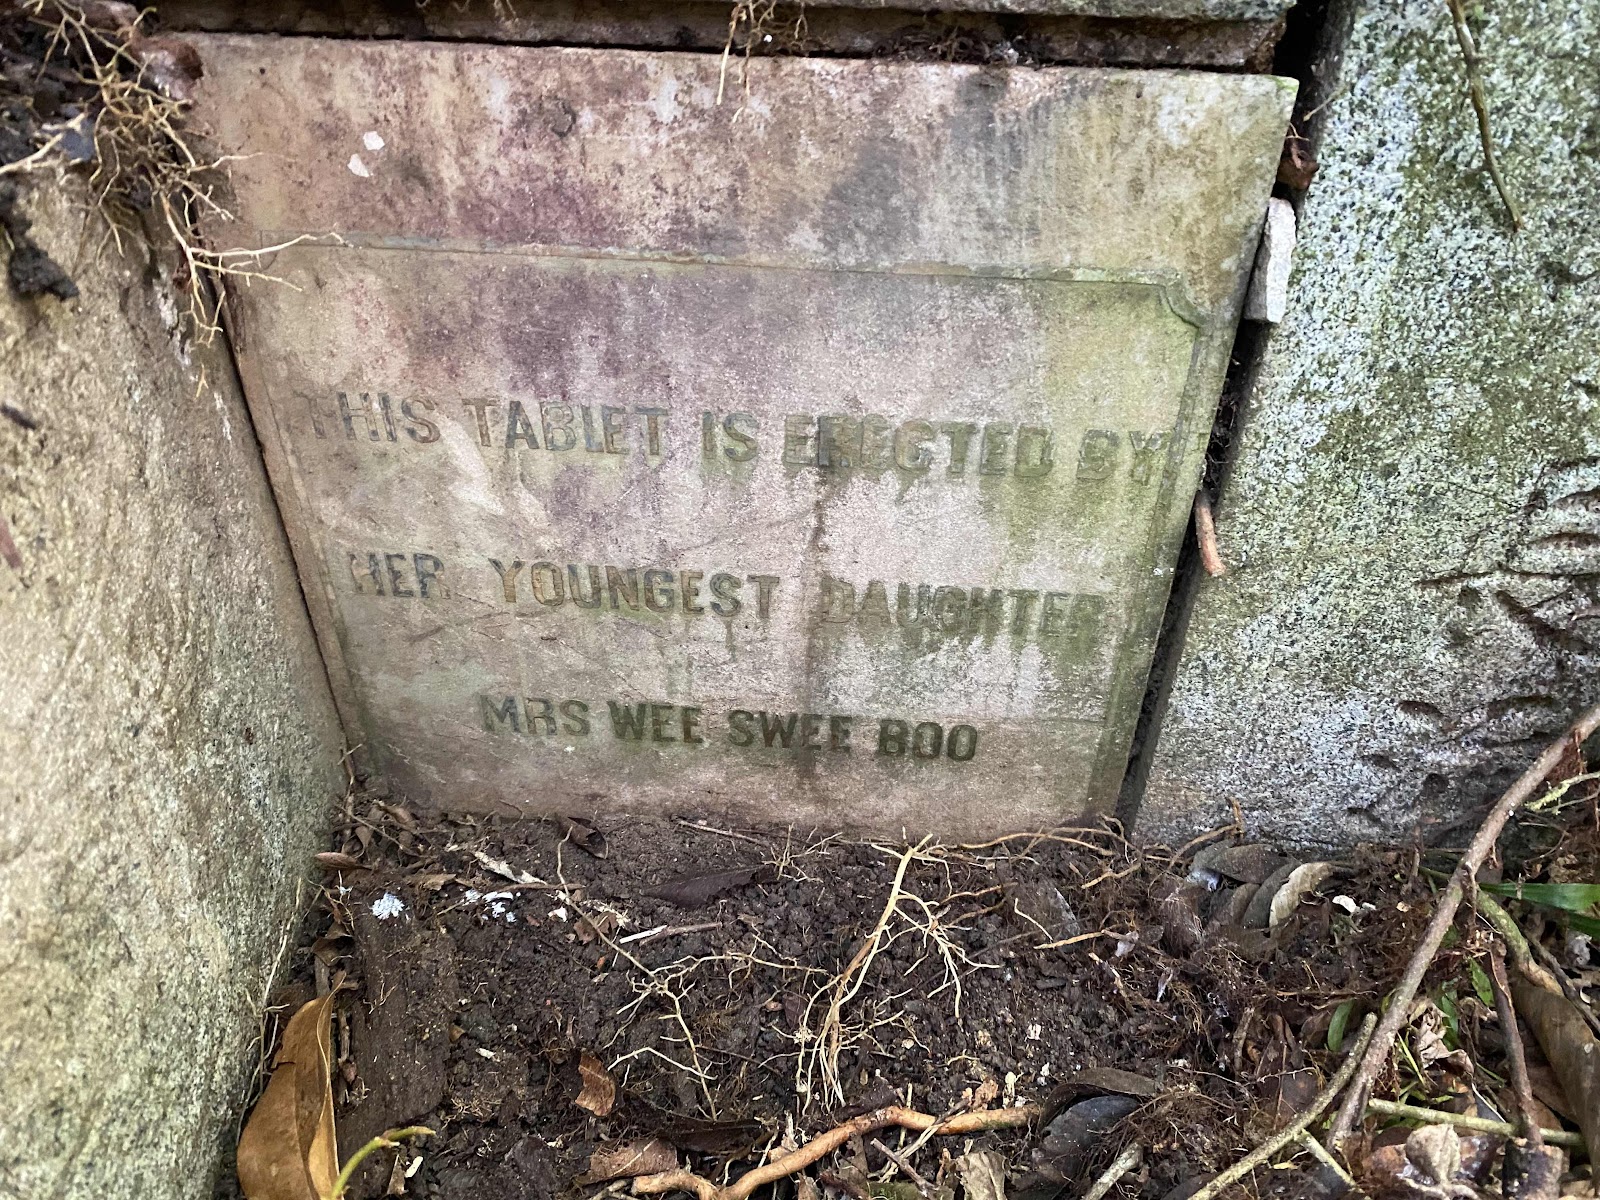 THIS TABLET IS ERECTED BY
HER YOUNGEST DAUGHTER
MRS WEE SWEE BOO